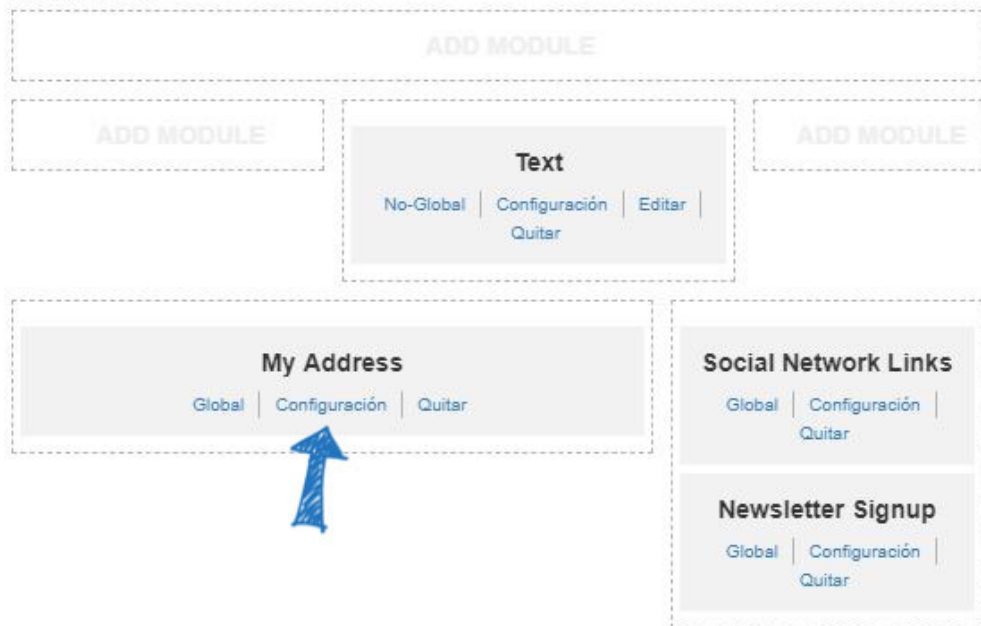 ADD MODULE
ADD MODULE
Text
No-Global
Configuración
Editar
Quitar
ADD MODULE
My Address
Global
Configuración
Quitar
Social Network Links
Global
Configuración
Quitar
Newsletter Signup
Global
Configuración
Quitar